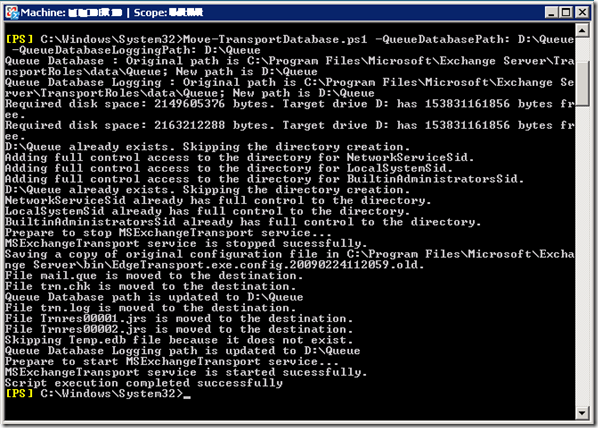 Machine: | Scope:
[PS] C:\Windows\System32>Move-TransportDatabase.ps1 -QueueDatabasePath: D:\Queue
 -QueueDatabaseLoggingPath: D:\Queue
Queue Database : Original path is C:\Program Files\Microsoft\Exchange Server\Tra
nsportRoles\data\Queue; New path is D:\Queue
Queue Database Logging : Original path is C:\Program Files\Microsoft\Exchange Se
rver\TransportRoles\data\Queue; New path is D:\Queue
Required disk space: 2149605376 bytes. Target drive D: has 153831161856 bytes fr
ee.
Required disk space: 2163212288 bytes. Target drive D: has 153831161856 bytes fr
ee.
D:\Queue already exists. Skipping the directory creation.
Adding full control access to the directory for NetworkServiceSid.
Adding full control access to the directory for LocalSystemSid.
Adding full control access to the directory for BuiltinAdministratorsSid.
D:\Queue already exists. Skipping the directory creation.
NetworkServiceSid already has full control to the directory.
LocalSystemSid already has full control to the directory.
BuiltinAdministratorsSid already has full control to the directory.
Prepare to stop MSExchangeTransport service...
MSExchangeTransport service is stopped sucessfully.
Saving a copy of original configuration file in C:\Program Files\Microsoft\Excha
nge Server\bin\EdgeTransport.exe.config.20090224112059.old.
File mail.que is moved to the destination.
File trn.chk is moved to the destination.
Queue Database path is updated to D:\Queue
File trn.log is moved to the destination.
File Trnres00001.jrs is moved to the destination.
File Trnres00002.jrs is moved to the destination.
Skipping Temp.edb file because it does not exist.
Queue Database Logging path is updated to D:\Queue
Prepare to start MSExchangeTransport service...
MSExchangeTransport service is started sucessfully.
Script execution completed successfully
[PS] C:\Windows\System32>_